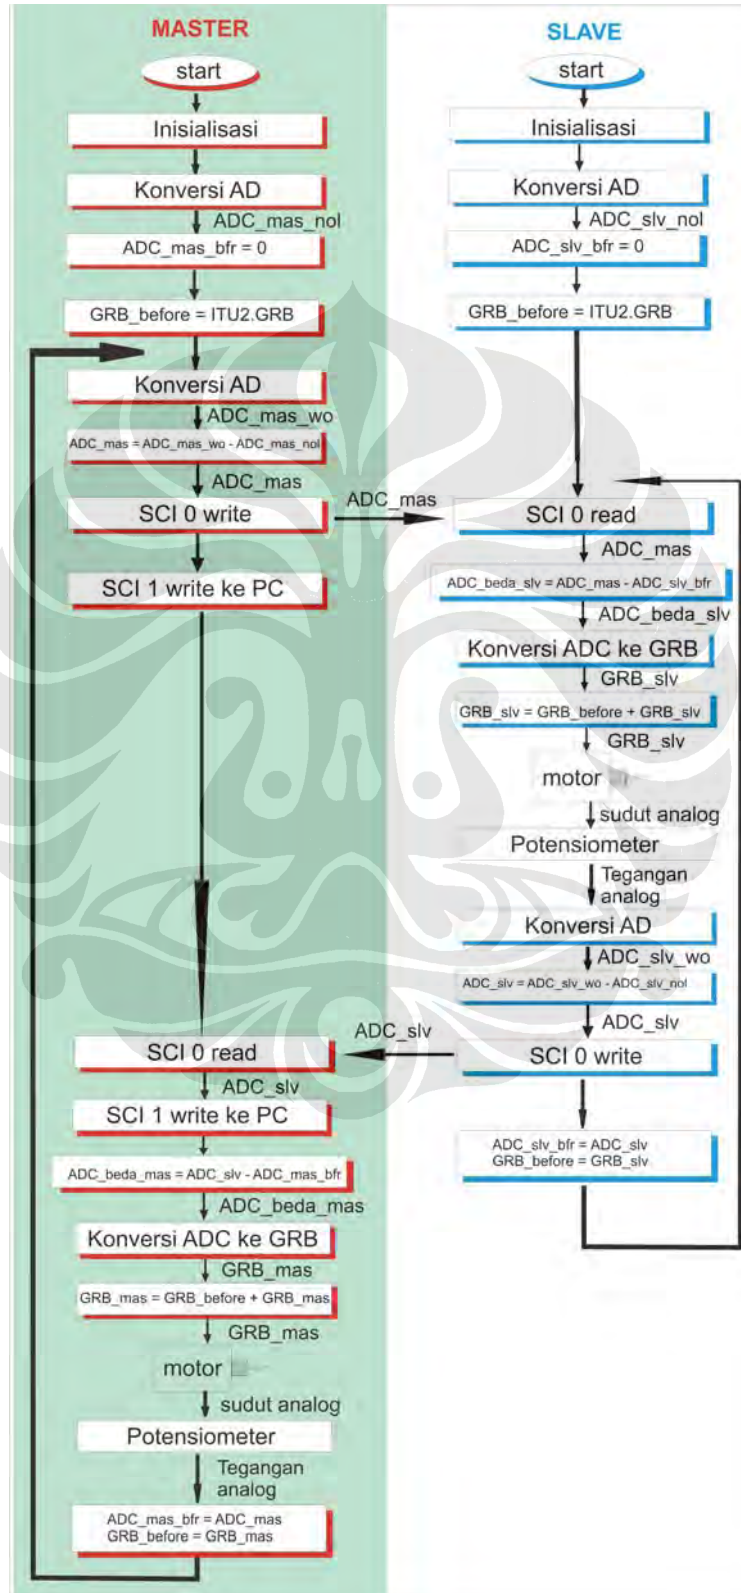 MASTER
start
Inisialisasi
Konversi AD
ADC_mas_nol
ADC_mas_bfr = 0
GRB_before = ITU2.GRB
Konversi AD
ADC_mas_wo
ADC_mas = ADC_mas_wo - ADC_mas_nol
ADC_mas
SCI 0 write
ADC_mas
SCI 1 write ke PC
SCI 0 read
ADC_slv
SCI 1 write ke PC
ADC_beda_mas = ADC_slv - ADC_mas_bfr
ADC_beda_mas
Konversi ADC ke GRB
GRB_mas
GRB_mas = GRB_before + GRB_mas
GRB_mas
motor
sudut analog
Potensiometer
Tegangan
analog
ADC_mas_bfr = ADC_mas
GRB_before = GRB_mas
SLAVE
start
Inisialisasi
Konversi AD
ADC_slv_nol
ADC_slv_bfr = 0
GRB_before = ITU2.GRB
SCI 0 read
ADC_mas
ADC_beda_slv = ADC_mas - ADC_slv_bfr
ADC_beda_slv
Konversi ADC ke GRB
GRB_slv
GRB_slv = GRB_before + GRB_slv
GRB_slv
motor
sudut analog
Potensiometer
Tegangan
analog
Konversi AD
ADC_slv_wo
ADC_slv = ADC_slv_wo - ADC_slv_nol
ADC_slv
SCI 0 write
ADC_slv
ADC_slv_bfr = ADC_slv
GRB_before = GRB_slv